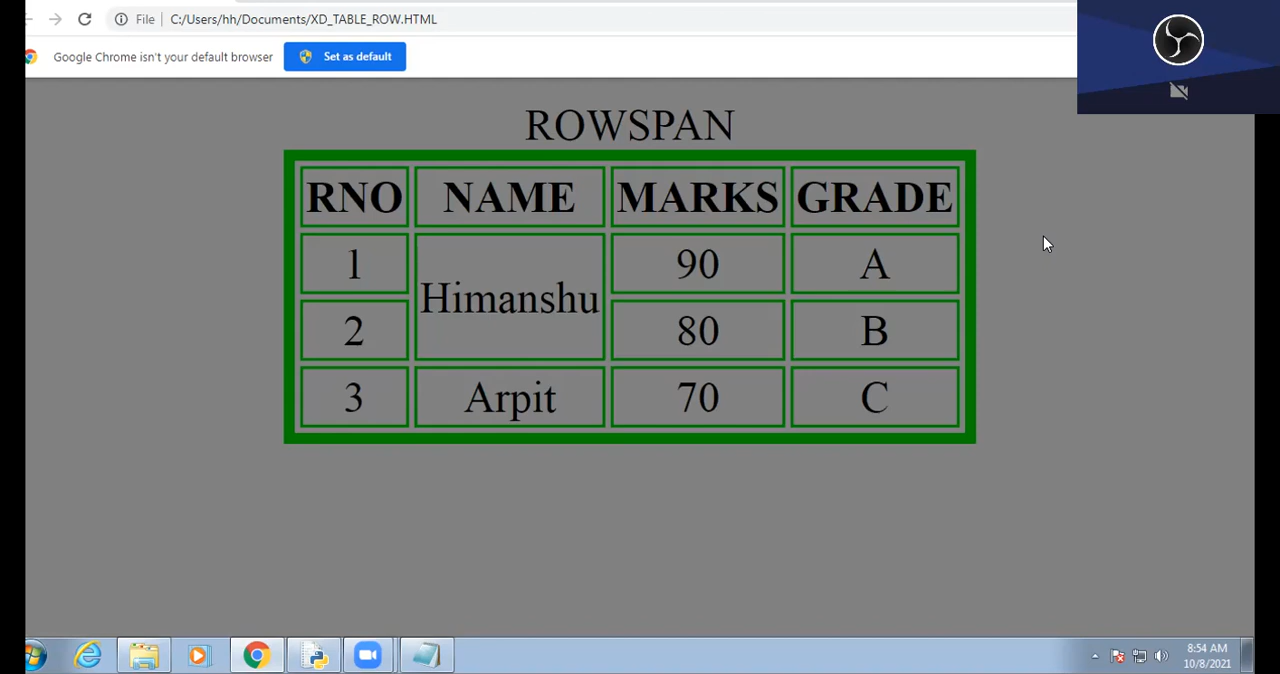 File C:/Users/hh/Documents/XD_TABLE_ROW.HTML
Google Chrome isn't your default browser Set as default
ROWSPAN
RNO NAME MARKS GRADE
1 Himanshu 90 A
2 80 B
3 Arpit 70 C
8:54 AM
10/8/2021